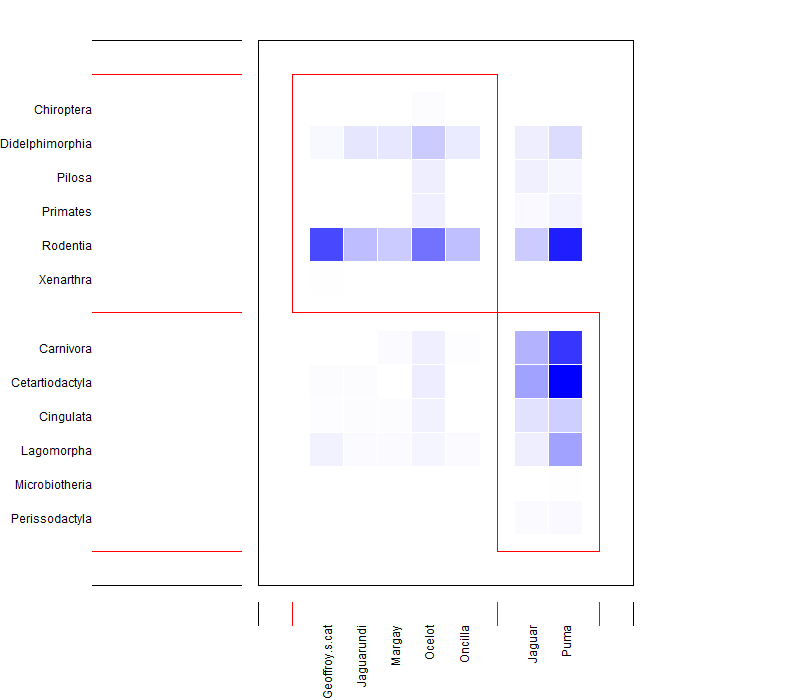 Chiroptera
Didelphimorphia
Pilosa
Primates
Rodentia
Xenarthra
Carnivora
Cetartiodactyla
Cingulata
Lagomorpha
Microbiotheria
Perissodactyla
Geoffroy.s.cat
Jaguarundi
Margay
Ocelot
Oncilla
Jaguar
Puma